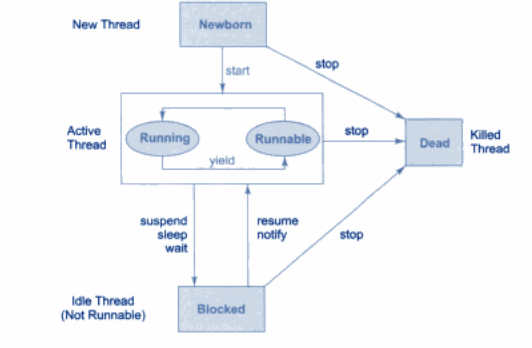 New Thread
Newborn
start
stop
Active
Thread
Running
Runnable
yield
stop
Dead
Killed
Thread
suspend
sleep
wait
resume
notify
stop
Idle Thread
(Not Runnable)
Blocked